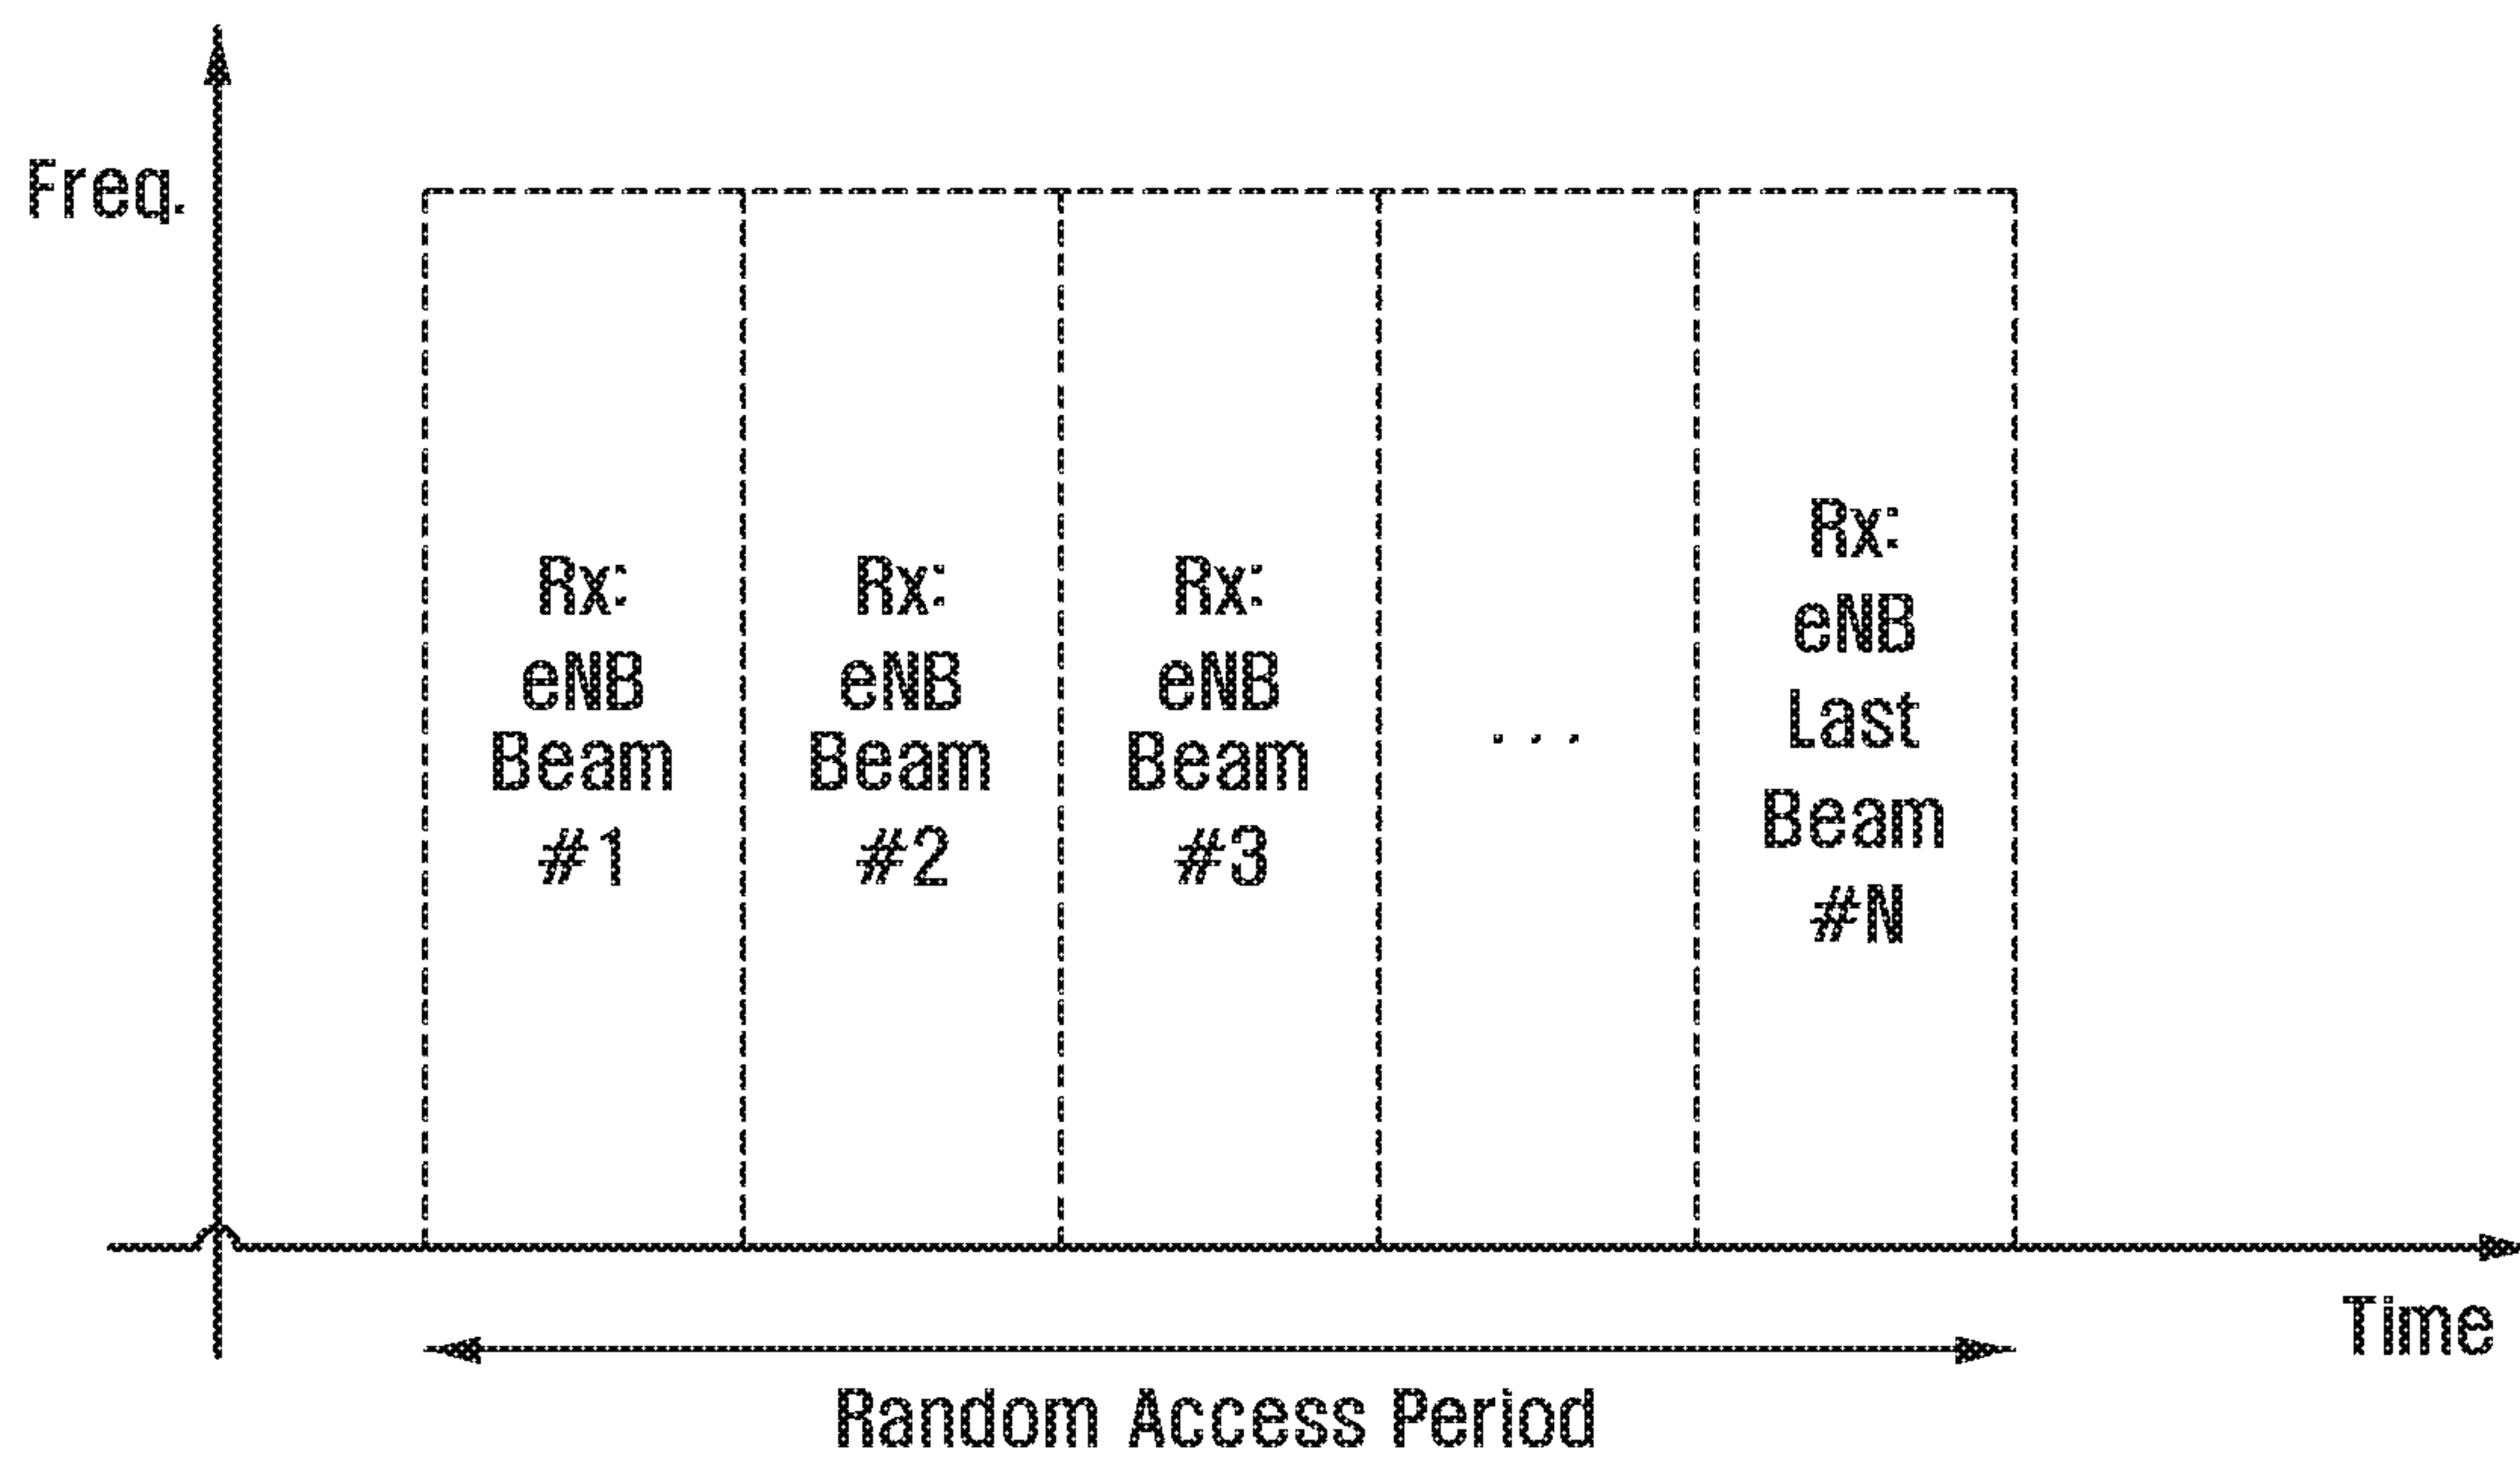 Freq.
Rx:
eNB
Beam
#1
Rx:
eNB
Beam
#2
Rx:
eNB
Beam
#3
...
Rx:
eNB
Last
Beam
#N
Time
Random Access Period